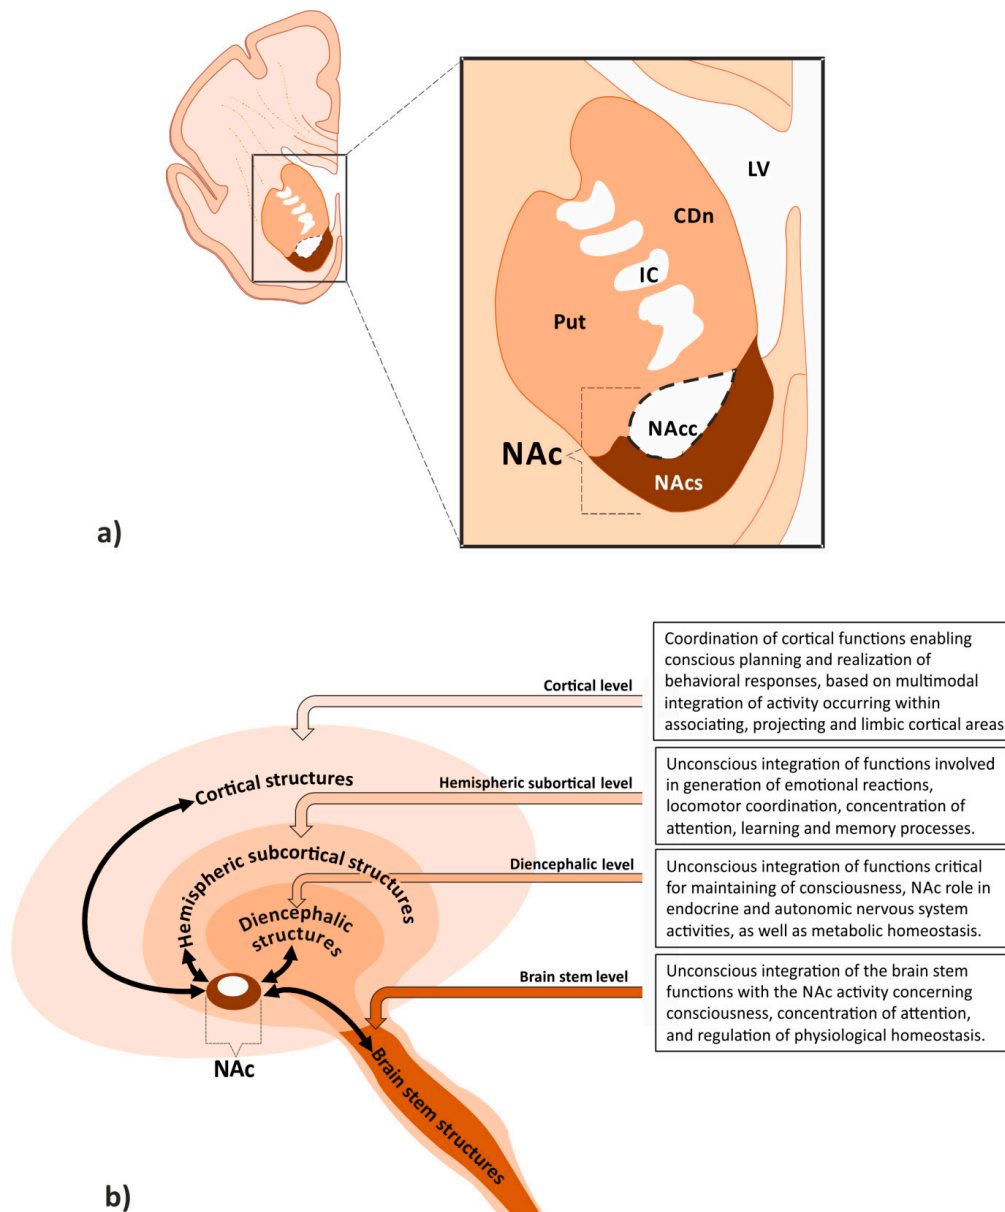 LV
CDn
IC
Put
NAcc
NAc
NAcs
a)
Coordination of cortical functions enabling
conscious planning and realization of
behavioral responses, based on multimodal
integration of activity occurring within
associating, projecting and limbic cortical areas
Cortical level
Unconscious integration of functions involved
in generation of emotional reactions,
locomotor coordination, concentration of
attention, learning and memory processes.
Hemispheric subortical level
Cortical structures
Hemispheric subcortical structures
Diencephalic level
Unconscious integration of functions critical
for maintaining of consciousness, NAc role in
endocrine and autonomic nervous system
activities, as well as metabolic homeostasis.
Diencephalic
structures
Brain stem level
Unconscious integration of the brain stem
functions with the NAc activity concerning
consciousness, concentration of attention,
and regulation of physiological homeostasis.
NAc
Brain stem structures
b)